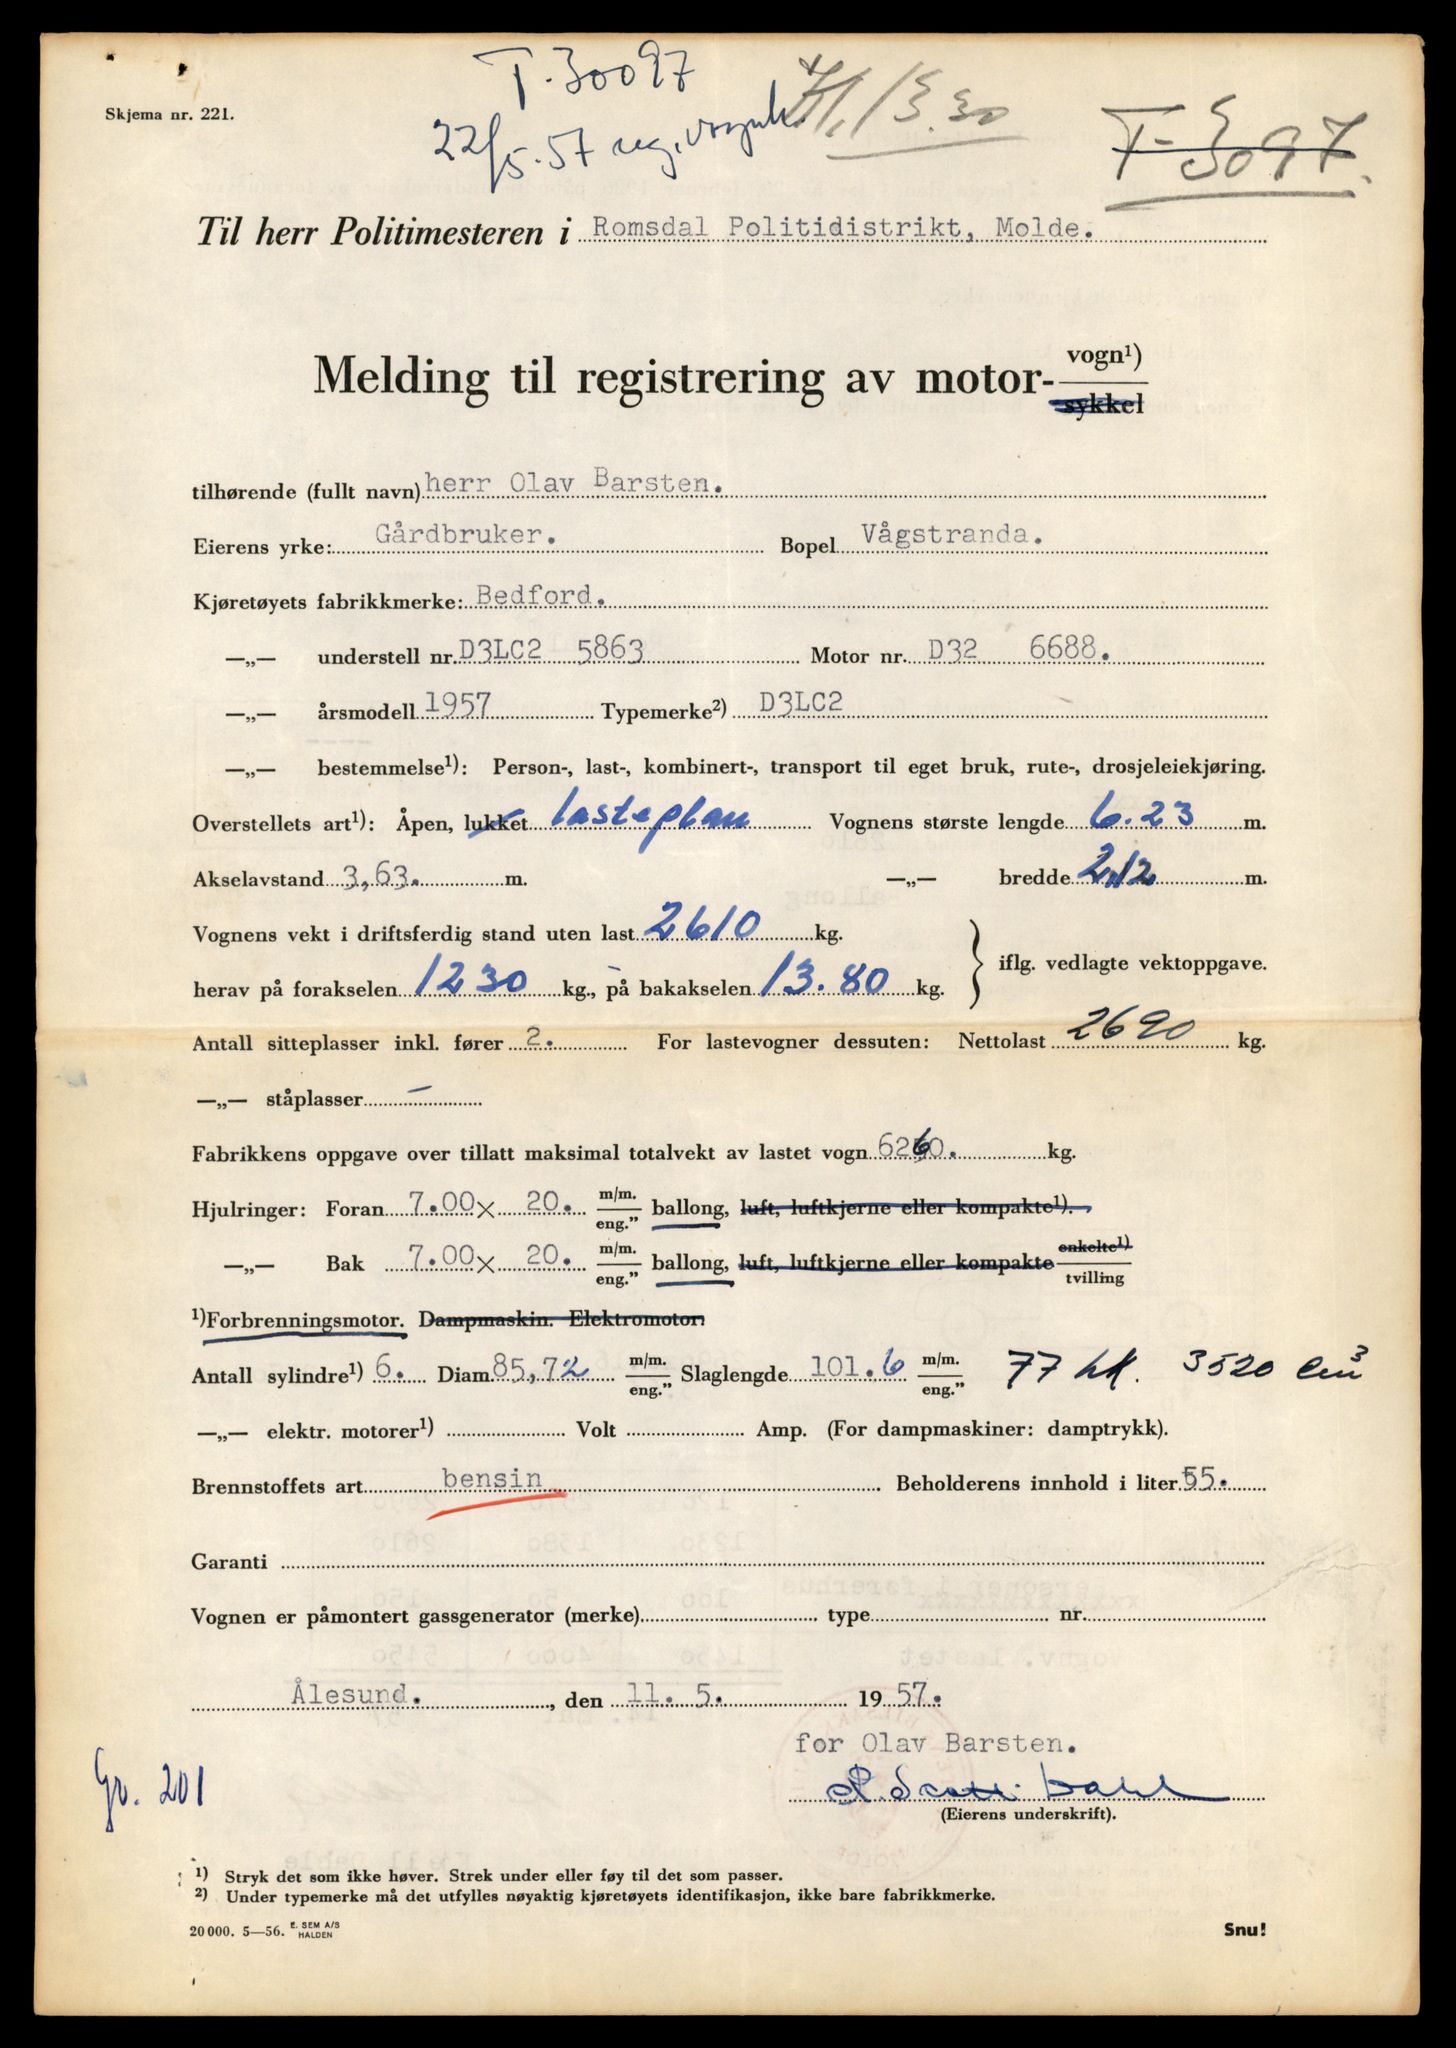 T-30097
22/5-57 reg. vognk.
Kl. 13.30
T-3097.
Skjema nr. 221.
Til herr Politimesteren i Romsdal Politidistrikt, Molde.
Melding til registrering av motor- vogn¹)
sykkel
tilhørende (fullt navn) herr Olav Barsten.
Eierens yrke: Gårdbruker. Bopel Vågstranda.
Kjøretøyets fabrikkmerke: Bedford.
—„— understell nr. D3LC2 5863 Motor nr. D32 6688.
—„— årsmodell 1957 Typemerke²) D3LC2
—„— bestemmelse¹): Person-, last-, kombinert-, transport til eget bruk, rute-, drosjeleiekjøring.
Overstellets art¹): Åpen, lukket lasteplan Vognens største lengde 6.23 m.
Akselavstand 3,63. m. —„— bredde 2,12 m.
Vognens vekt i driftsferdig stand uten last 2610 kg.
herav på forakselen 1230 kg., på bakakselen 13.80 kg. } iflg. vedlagte vektoppgave.
Antall sitteplasser inkl. fører 2. For lastevogner dessuten: Nettolast 2690 kg.
—„— ståplasser —
Fabrikkens oppgave over tillatt maksimal totalvekt av lastet vogn 6260. kg.
Hjulringer: Foran 7.00 x 20. m/m. eng.” ballong, luft, luftkjerne eller kompakte¹).
—„— Bak 7.00 x 20. m/m. eng.” ballong, luft, luftkjerne eller kompakte enkelte¹) tvilling
¹)Forbrenningsmotor. Dampmaskin. Elektromotor.
Antall sylindre¹) 6. Diam 85,72 m/m. eng.” Slaglengde 101.6 m/m. eng.” 77 hk. 3520 cm³
—„— elektr. motorer¹) Volt Amp. (For dampmaskiner: damptrykk).
Brennstoffets art bensin Beholderens innhold i liter 55.
Garanti
Vognen er påmontert gassgenerator (merke) type nr.
Ålesund., den 11. 5. 1957.
for Olav Barsten.
(Eierens underskrift).
Gr. 201
¹) Stryk det som ikke høver. Strek under eller føy til det som passer.
²) Under typemerke må det utfylles nøyaktig kjøretøyets identifikasjon, ikke bare fabrikkmerke.
20 000. 5—56. E. SEM A/S HALDEN
Snu!